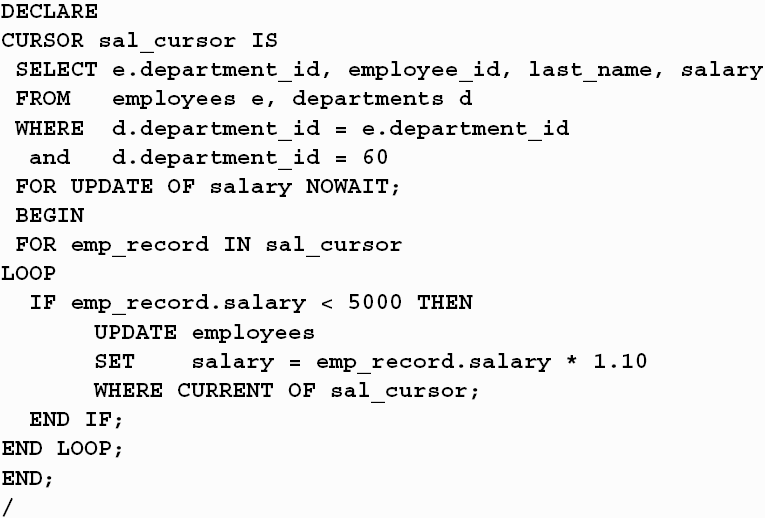 DECLARE
CURSOR sal_cursor IS
SELECT e.department_id, employee_id, last_name, salary
FROM employees e, departments d
WHERE d.department_id = e.department_id
and d.department_id = 60
FOR UPDATE OF salary NOWAIT;
BEGIN
FOR emp_record IN sal_cursor
LOOP
IF emp_record.salary < 5000 THEN
UPDATE employees
SET salary = emp_record.salary * 1.10
WHERE CURRENT OF sal_cursor;
END IF;
END LOOP;
END;
/